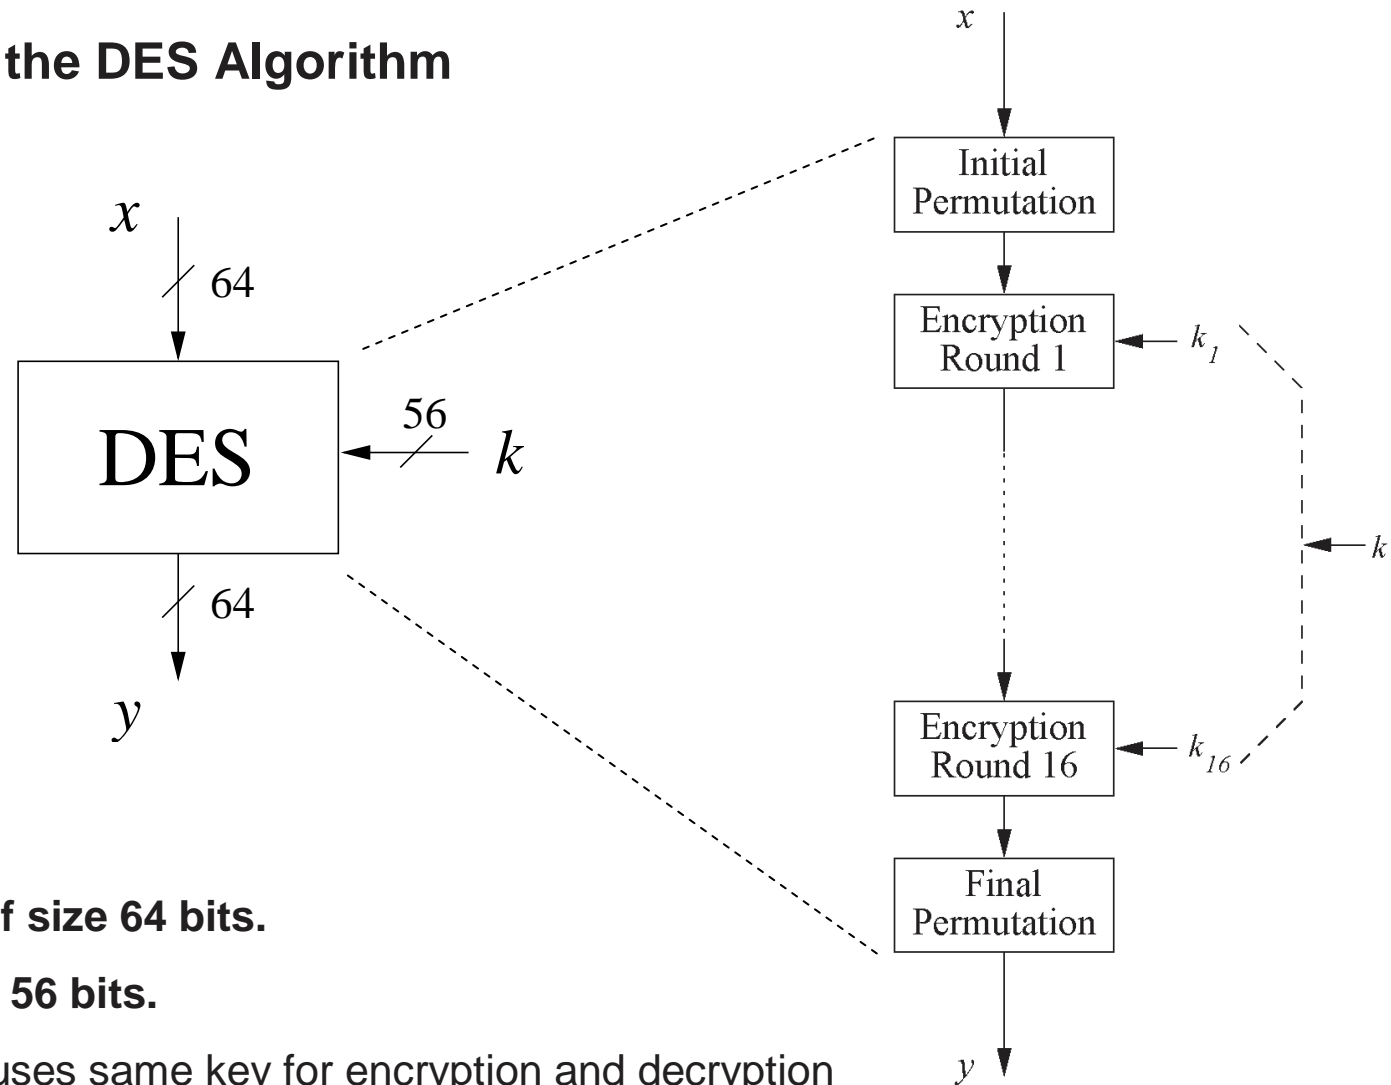 the DES Algorithm
x
64
DES
56
k
64
y
x
Initial
Permutation
Encryption
Round 1
k1
k
Encryption
Round 16
k16
Final
Permutation
y
f size 64 bits.
56 bits.
uses same key for encryption and decryption